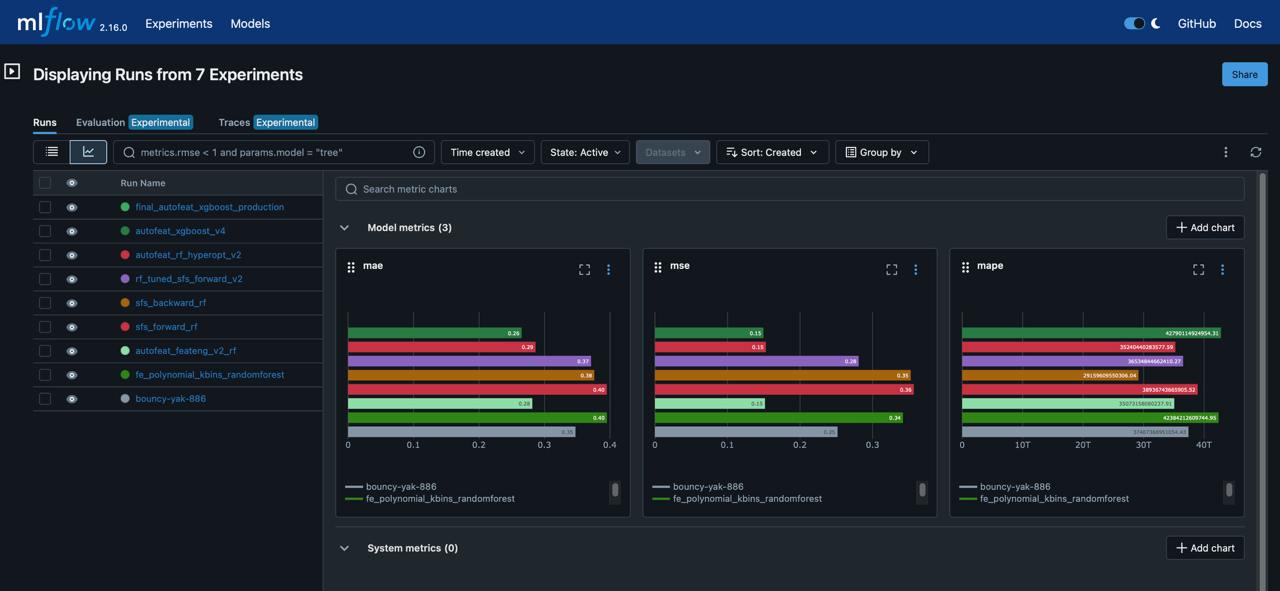 mlflow 2.16.0 Experiments Models GitHub Docs
Displaying Runs from 7 Experiments
Share
Runs Evaluation Experimental Traces Experimental
metrics.rmse < 1 and params.model = "tree" Time created State: Active Datasets Sort: Created Group by
Run Name
final_autofeat_xgboost_production
autofeat_xgboost_v4
autofeat_rf_hyperopt_v2
rf_tuned_sfs_forward_v2
sfs_backward_rf
sfs_forward_rf
autofeat_feateng_v2_rf
fe_polynomial_kbins_randomforest
bouncy-yak-886
Search metric charts
Model metrics (3)
Add chart
mae
0.26
0.29
0.37
0.38
0.40
0.28
0.40
0.35
0 0.1 0.2 0.3 0.4
bouncy-yak-886
fe_polynomial_kbins_randomforest
mse
0.15
0.15
0.28
0.35
0.36
0.15
0.34
0.25
0 0.1 0.2 0.3
bouncy-yak-886
fe_polynomial_kbins_randomforest
mape
42790114924954.31
35240440283577.59
36534844662410.27
29159609550306.04
38936743665905.52
35073158080237.91
42384212609744.95
0 10T 20T 30T 40T
bouncy-yak-886
fe_polynomial_kbins_randomforest
System metrics (0)
Add chart